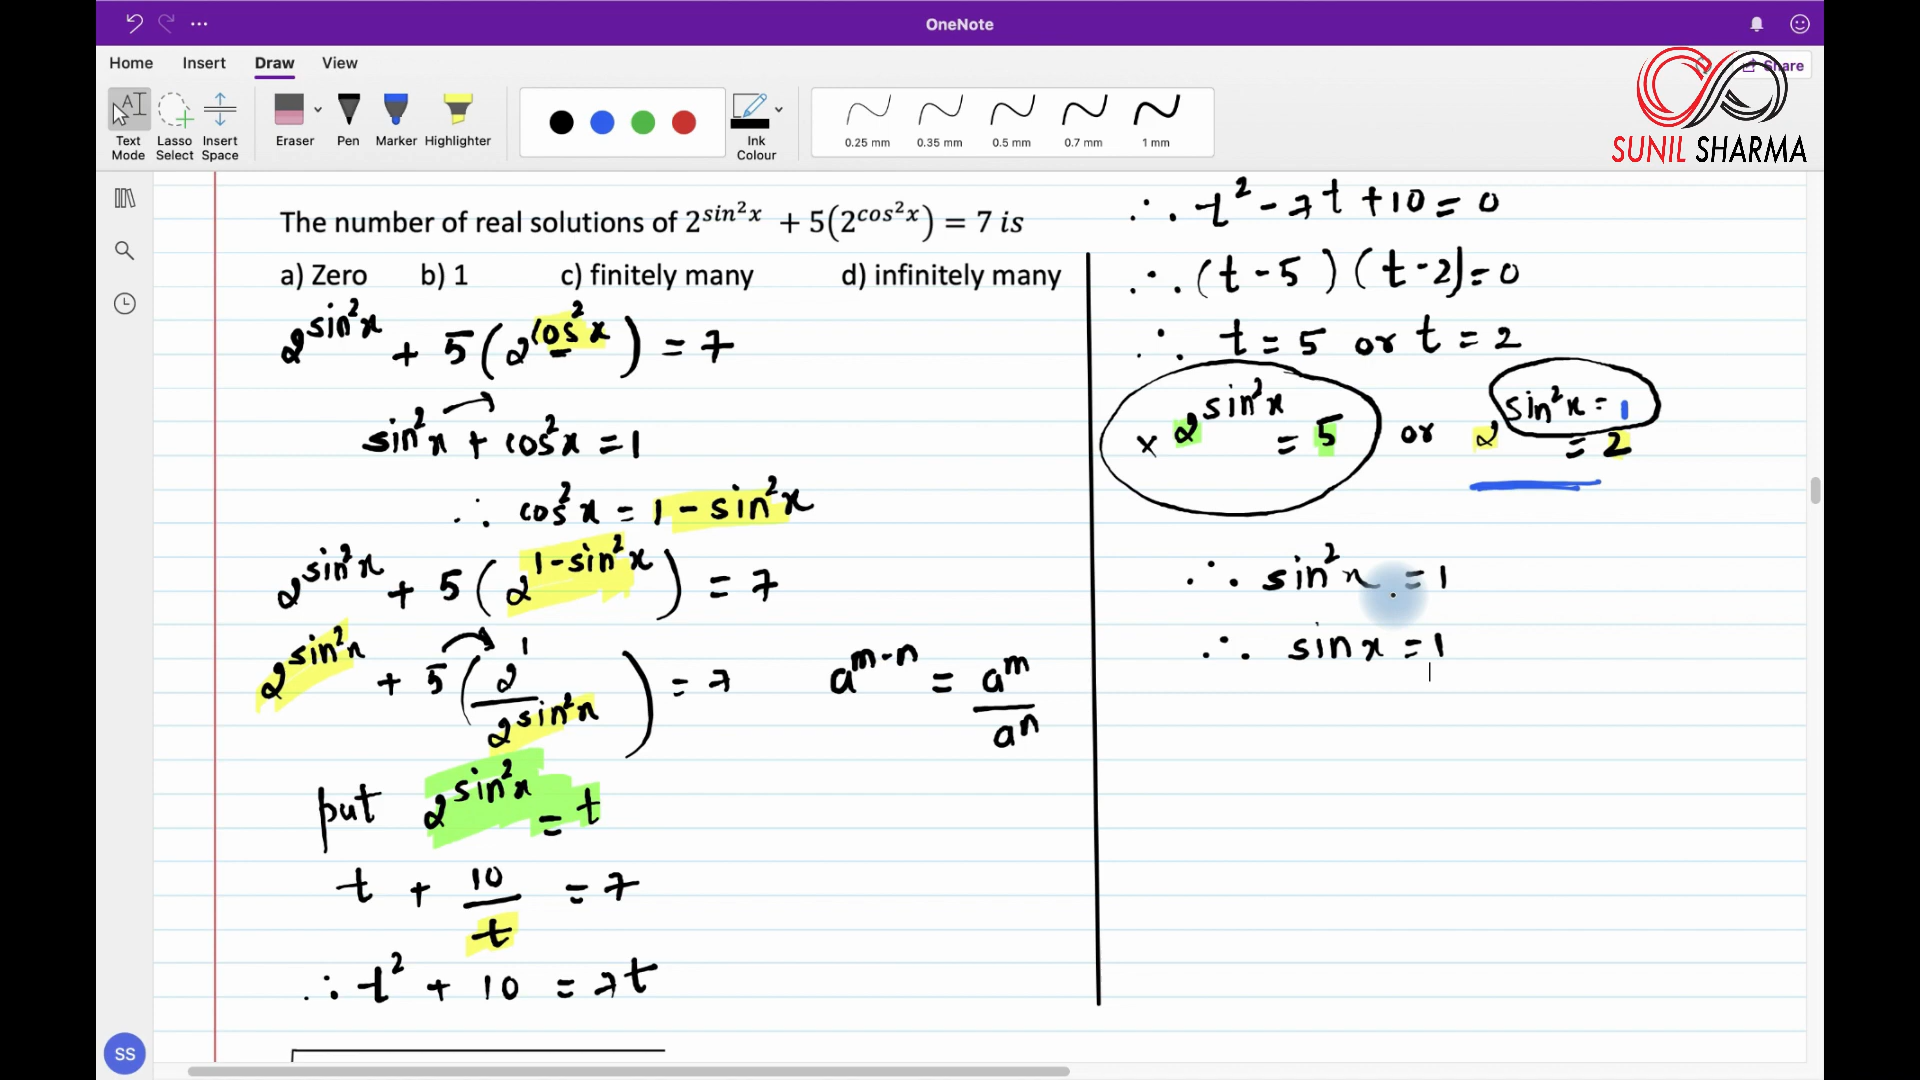 OneNote
Home Insert Draw View
Share
Text Mode
Lasso Select
Insert Space
Eraser
Pen
Marker
Highlighter
Ink Colour
0.25 mm
0.35 mm
0.5 mm
0.7 mm
1 mm
SUNIL SHARMA
The number of real solutions of 2^{sin²x} + 5(2^{cos²x}) = 7 is
a) Zero b) 1 c) finitely many d) infinitely many
2^{sin²x} + 5(2^{cos²x}) = 7
sin²x + cos²x = 1
∴ cos²x = 1 - sin²x
2^{sin²x} + 5(2^{1-sin²x}) = 7
2^{sin²x} + 5(2^1/2^{sin²x}) = 7
a^{m-n} = a^m/a^n
put 2^{sin²x} = t
t + 10/t = 7
∴ t² + 10 = 7t
∴ t² - 7t + 10 = 0
∴ (t - 5)(t - 2) = 0
∴ t = 5 or t = 2
x 2^{sin²x} = 5 or 2^{sin²x = 1} = 2
∴ sin²x = 1
∴ sinx = 1
SS